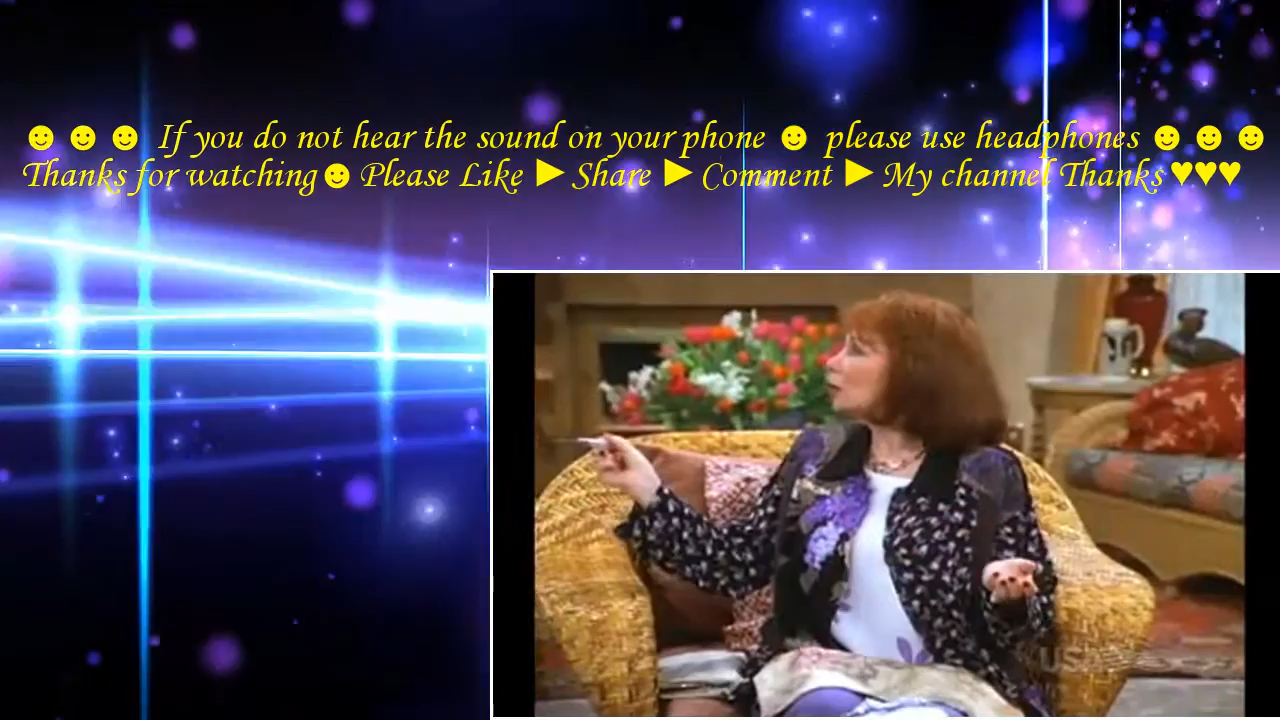 ☻☻☻ If you do not hear the sound on your phone ☻ please use headphones ☻☻☻
Thanks for watching☻Please Like ►Share ►Comment ►My channel Thanks♥♥♥
USA